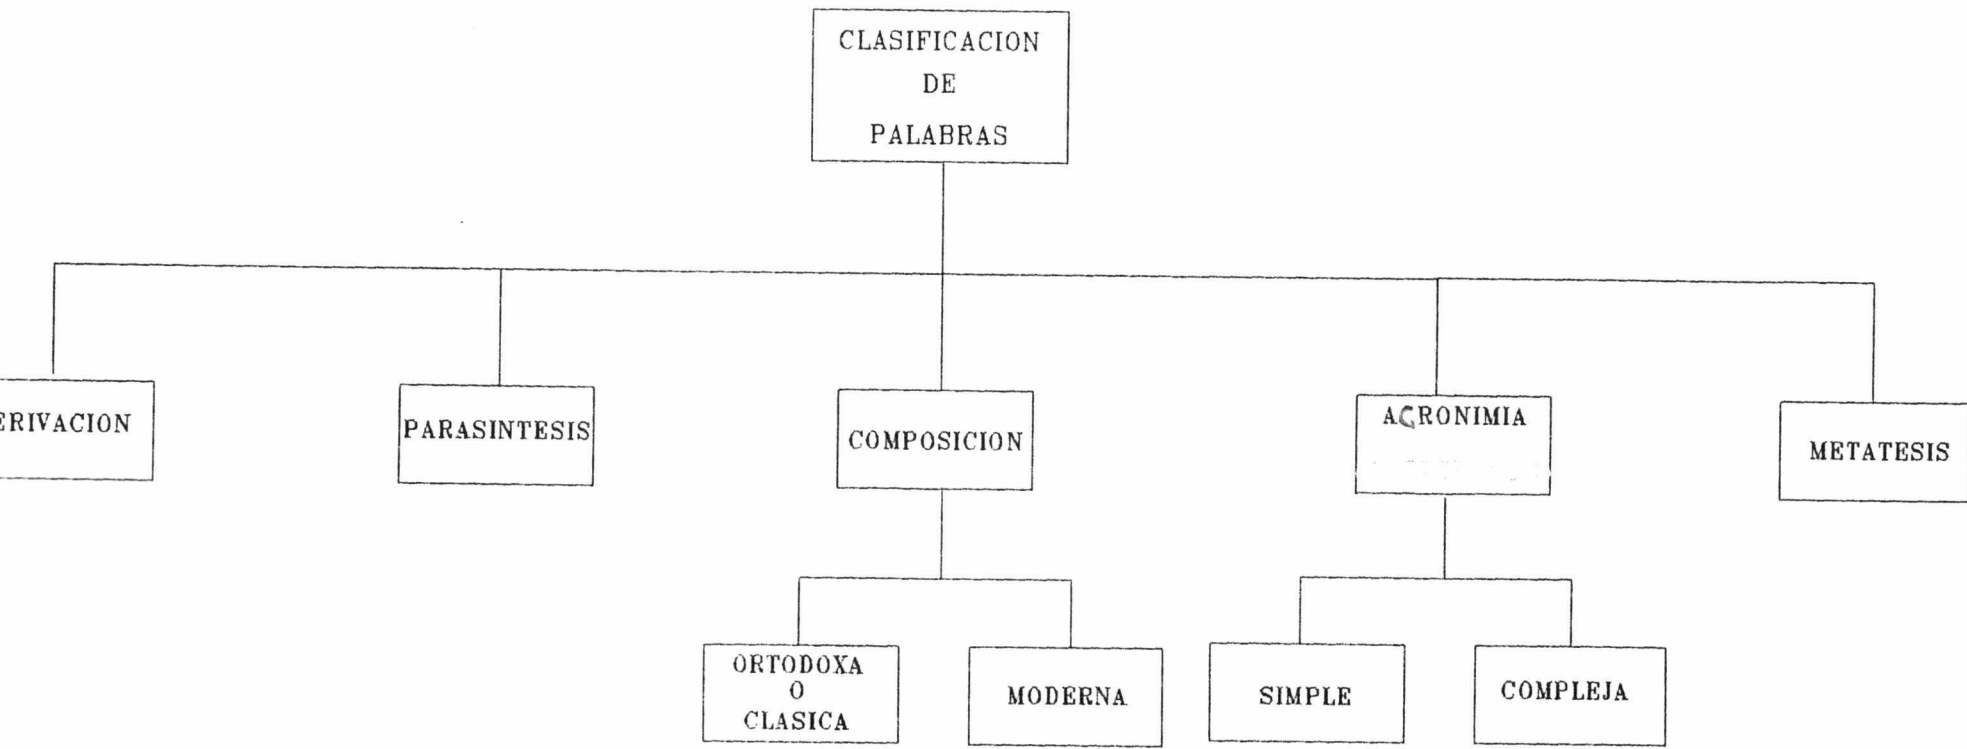 CLASIFICACION
DE
PALABRAS
ERIVACION
PARASINTESIS
COMPOSICION
ACRONIMIA
METATESIS
ORTODOXA
O
CLASICA
MODERNA
SIMPLE
COMPLEJA